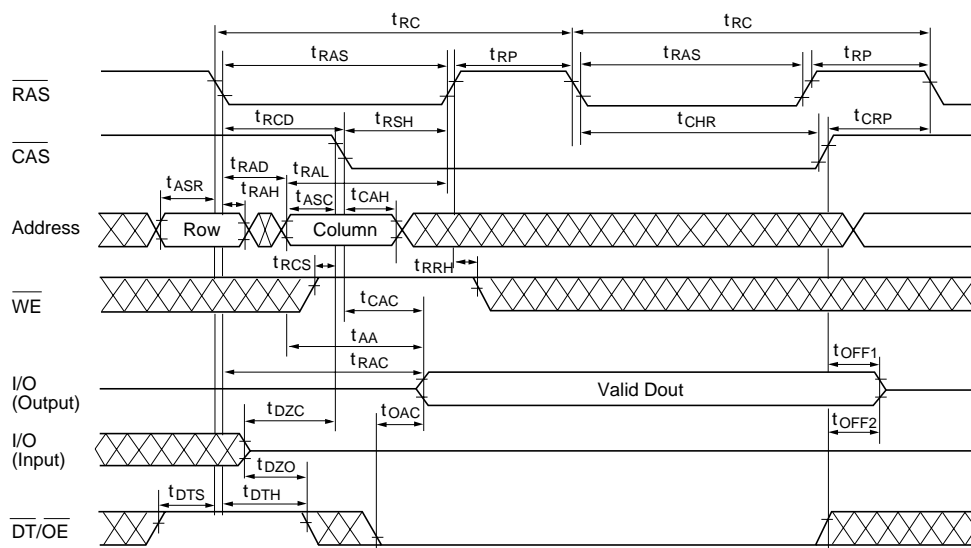 tRC tRC
tRAS tRP tRAS tRP
RAS
tRCD tRSH tCHR tCRP
CAS
tRAD tRAL
tASR tRAH tASC tCAH
Address Row Column
tRCS tRRH
WE
tCAC
tAA
tRAC tOFF1
I/O
(Output) Valid Dout
tDZC tOAC tOFF2
I/O
(Input)
tDZO
tDTS tDTH
DT/OE